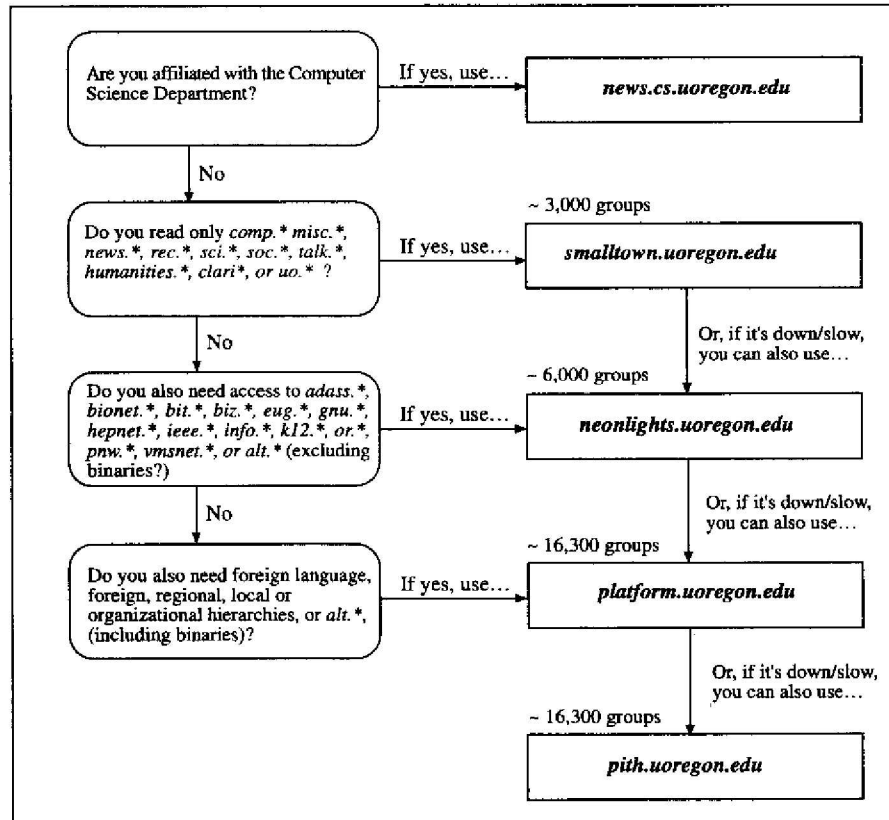 Are you affiliated with the Computer
Science Department?
If yes, use...
news.cs.uoregon.edu
No
Do you read only comp.* misc.*,
news.*, rec.*, sci.*, soc.*, talk.*,
humanities.*, clari*, or uo.* ?
If yes, use...
~ 3,000 groups
smalltown.uoregon.edu
Or, if it's down/slow,
you can also use...
No
Do you also need access to adass.*,
bionet.*, bit.*, biz.*, eug.*, gnu.*,
hepnet.*, ieee.*, info.*, k12.*, or.*,
pnw.*, vmsnet.*, or alt.* (excluding
binaries?)
If yes, use...
~ 6,000 groups
neonlights.uoregon.edu
Or, if it's down/slow,
you can also use...
No
Do you also need foreign language,
foreign, regional, local or
organizational hierarchies, or alt.*,
(including binaries)?
If yes, use...
~ 16,300 groups
platform.uoregon.edu
Or, if it's down/slow,
you can also use...
~ 16,300 groups
pith.uoregon.edu